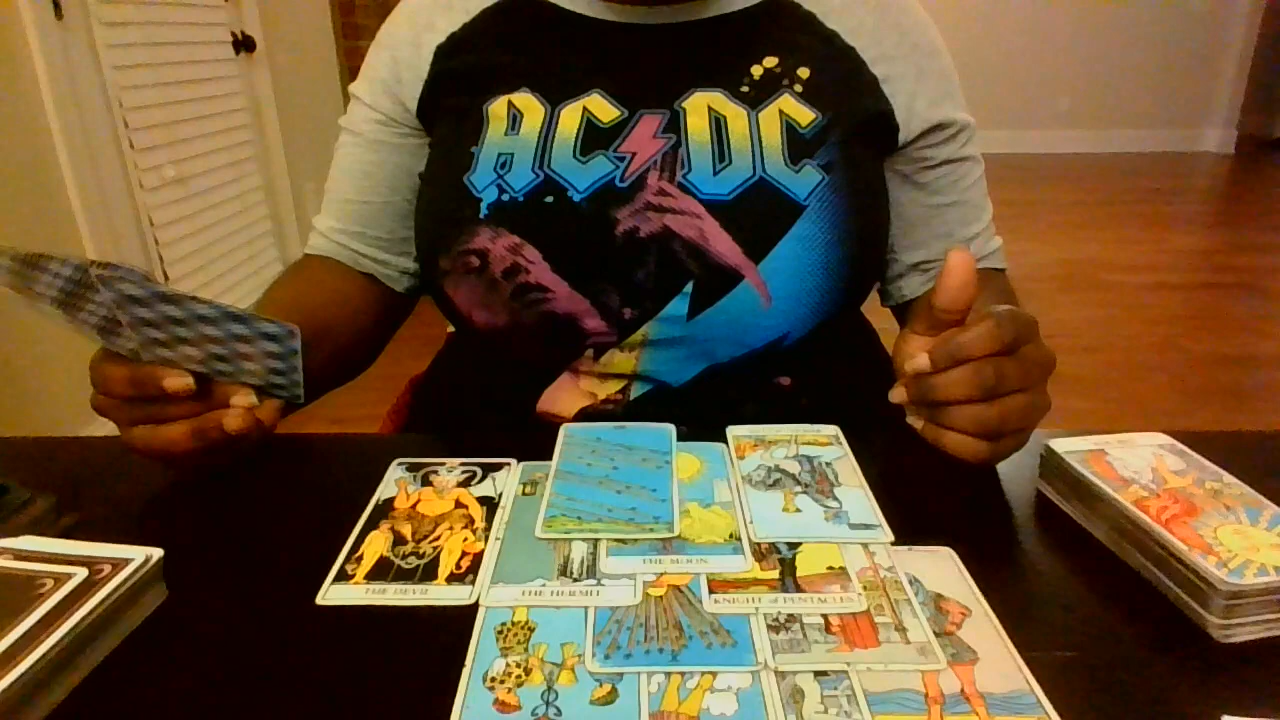 AC DC
THE DEVIL
THE HERMIT
THE MOON
KNIGHT of PENTACLES